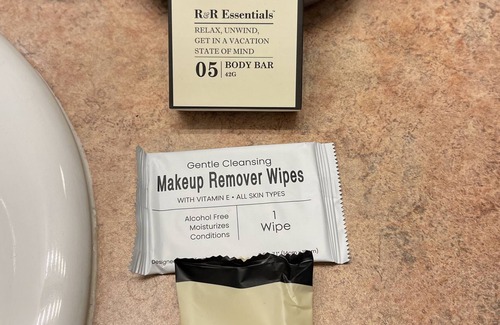 R&R Essentials™
RELAX, UNWIND,
GET IN A VACATION
STATE OF MIND
05 BODY BAR
42G
Gentle Cleansing
Makeup Remover Wipes
WITH VITAMIN E • ALL SKIN TYPES
Alcohol Free
Moisturizes
Conditions
1
Wipe